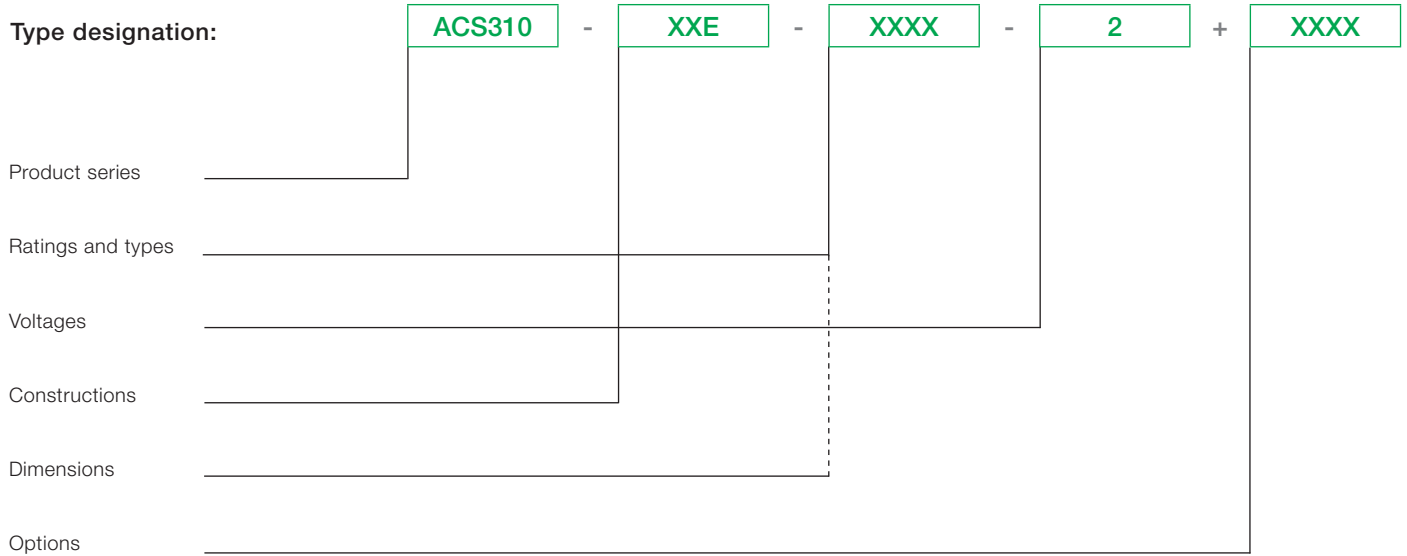 Type designation: ACS310 - XXE - XXXX - 2 + XXXX
Product series
Ratings and types
Voltages
Constructions
Dimensions
Options